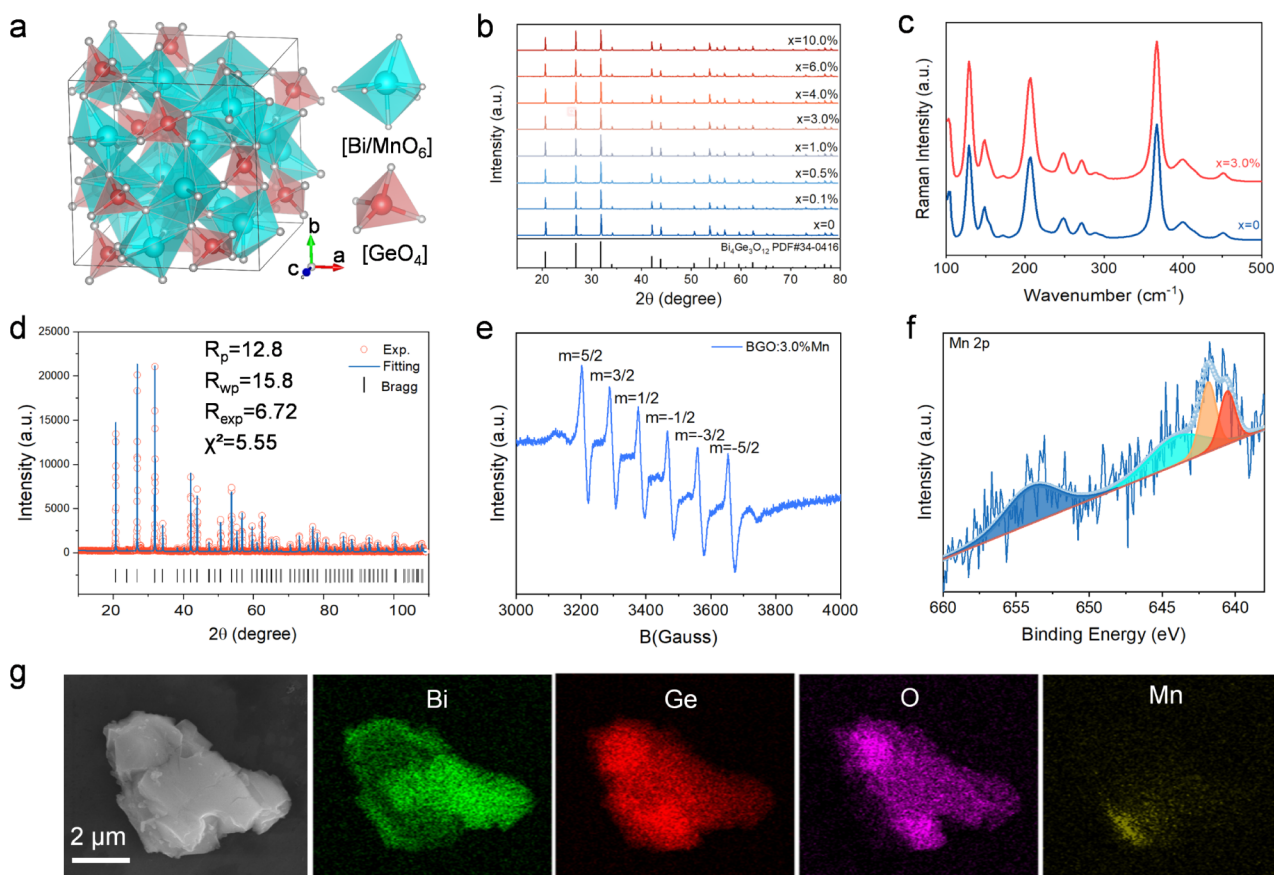 a
[Bi/MnO₆]
[GeO₄]
b
a
c
b
Intensity (a.u.)
x=10.0%
x=6.0%
x=4.0%
x=3.0%
x=1.0%
x=0.5%
x=0.1%
x=0
Bi₄Ge₃O₁₂ PDF#34-0416
20 30 40 50 60 70 80
2θ (degree)
c
Raman Intensity (a.u.)
x=3.0%
x=0
100 200 300 400 500
Wavenumber (cm⁻¹)
d
Intensity (a.u.)
25000
20000
15000
10000
5000
0
Rₚ=12.8
R_wp=15.8
R_exp=6.72
χ²=5.55
Exp.
Fitting
Bragg
20 40 60 80 100
2θ (degree)
e
Intensity (a.u.)
BGO:3.0%Mn
m=5/2
m=3/2
m=1/2
m=-1/2
m=-3/2
m=-5/2
3000 3200 3400 3600 3800 4000
B(Gauss)
f
Intensity (a.u.)
Mn 2p
660 655 650 645 640
Binding Energy (eV)
g
2 μm
Bi
Ge
O
Mn